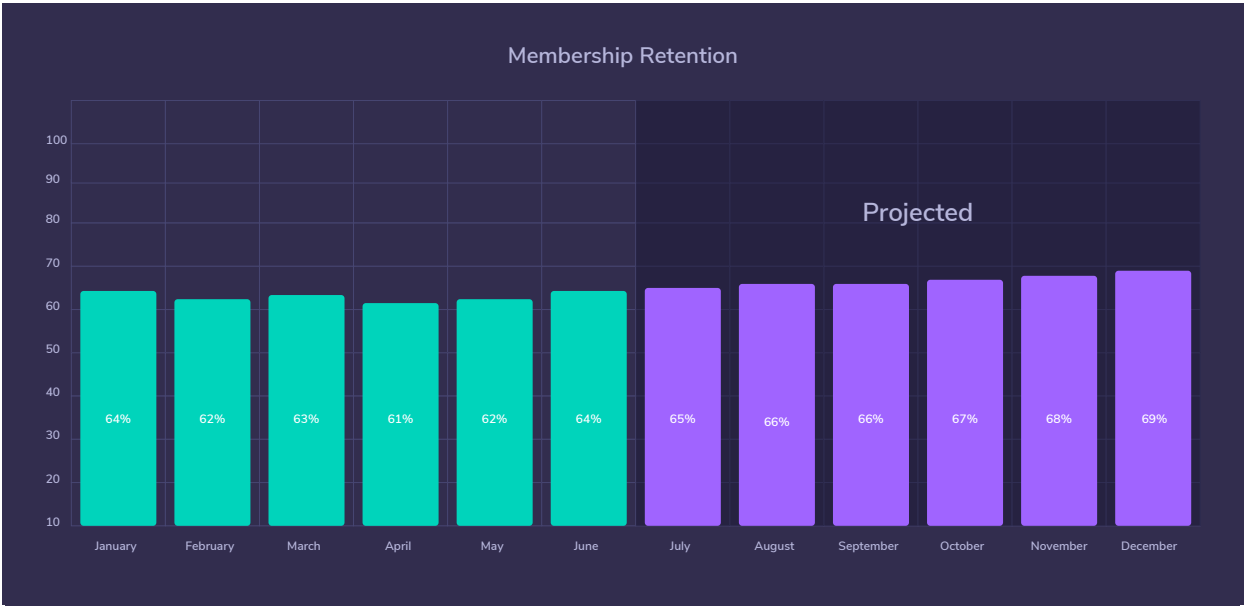 Membership Retention
100
90
80
Projected
70
60
50
40
30
20
10
64% 62% 63% 61% 62% 64% 65% 66% 66% 67% 68% 69%
January February March April May June July August September October November December